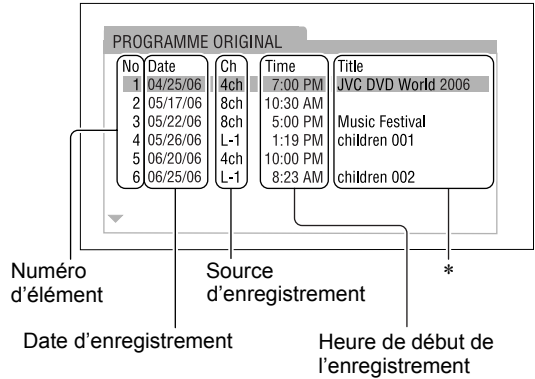 PROGRAMME ORIGINAL
No Date Ch Time Title
1 04/25/06 4ch 7:00 PM JVC DVD World 2006
2 05/17/06 8ch 10:30 AM
3 05/22/06 8ch 5:00 PM Music Festival
4 05/26/06 L-1 1:19 PM children 001
5 06/20/06 4ch 10:00 PM
6 06/25/06 L-1 8:23 AM children 002
Numéro
d'élément
Source
d'enregistrement
*
Date d'enregistrement
Heure de début de
l'enregistrement